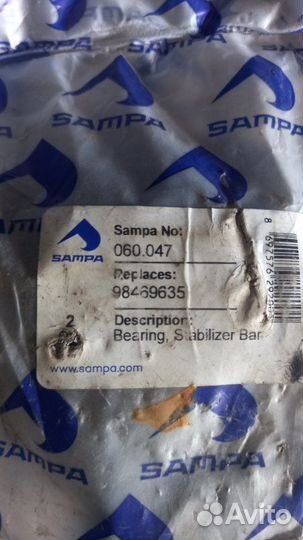 SAMPA
SAMPA
SAMPA
SAMPA
Sampa No:
060.047
Replaces:
98469635
2
Description:
Bearing, Stabilizer Bar
www.sampa.com
SAMPA
SAMPA
SAMPA
Avito